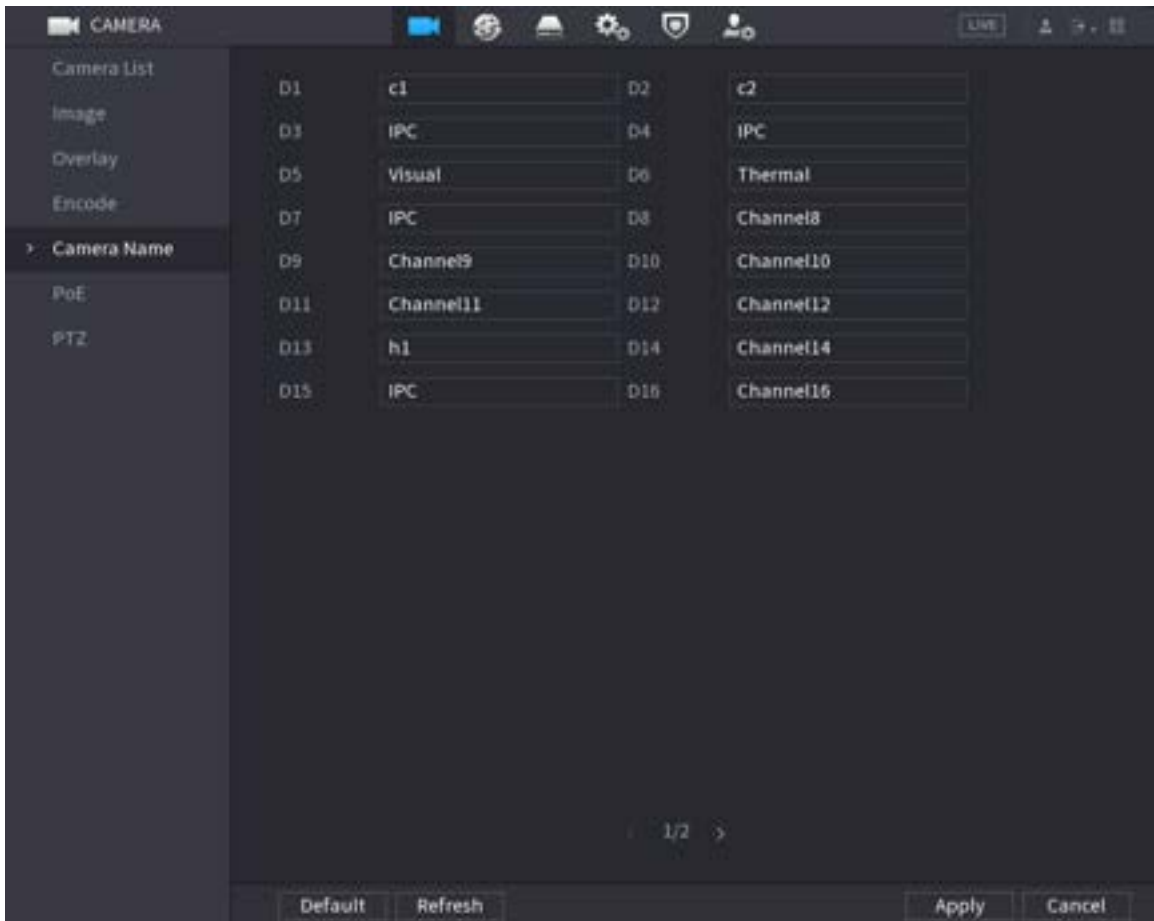 CAMERA
LIVE
Camera List
Image
Overlay
Encode
Camera Name
PoE
PTZ
D1 c1 D2 c2
D3 IPC D4 IPC
D5 Visual D6 Thermal
D7 IPC D8 Channel8
D9 Channel9 D10 Channel10
D11 Channel11 D12 Channel12
D13 h1 D14 Channel14
D15 IPC D16 Channel16
1/2
Default Refresh Apply Cancel